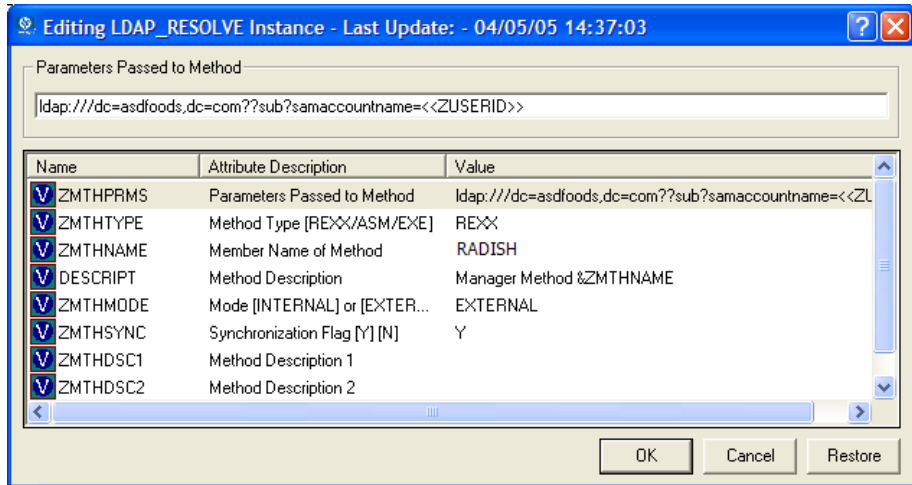 Editing LDAP_RESOLVE Instance - Last Update: - 04/05/05 14:37:03
Parameters Passed to Method
ldap:///dc=asdfoods,dc=com??sub?samaccountname=<<ZUSERID>>
Name Attribute Description Value
V ZMTHPRMS Parameters Passed to Method ldap:///dc=asdfoods,dc=com??sub?samaccountname=<<ZU
V ZMTHTYPE Method Type [REXX/ASM/EXE] REXX
V ZMTHNAME Member Name of Method RADISH
V DESCRIPT Method Description Manager Method &ZMTHNAME
V ZMTHMODE Mode [INTERNAL] or [EXTER... EXTERNAL
V ZMTHSYNC Synchronization Flag [Y] [N] Y
V ZMTHDSC1 Method Description 1
V ZMTHDSC2 Method Description 2
OK Cancel Restore